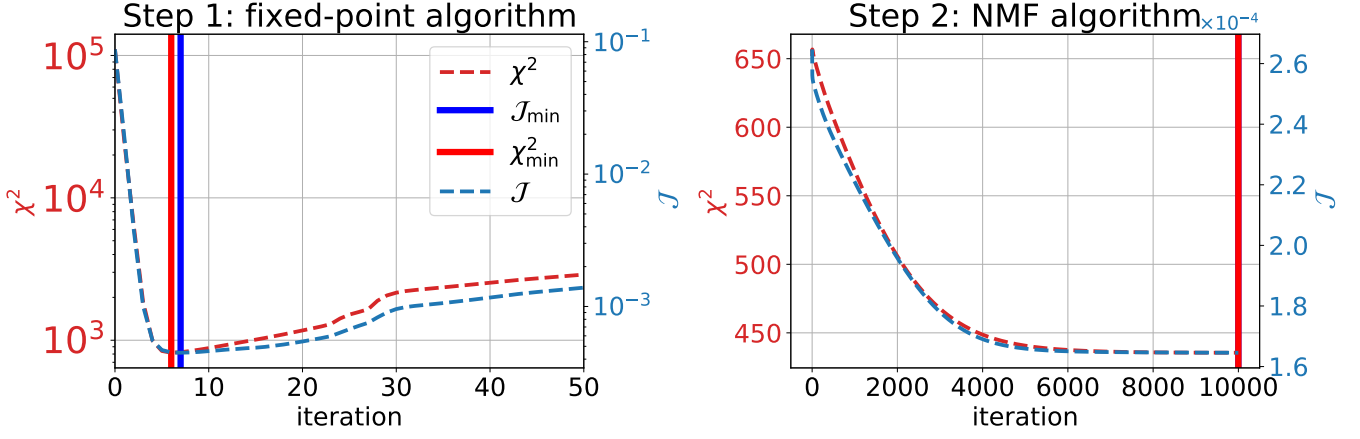 Step 1: fixed-point algorithm
χ²
10⁵
10⁴
10³
χ²
𝒥min
χ²min
𝒥
10⁻¹
10⁻²
10⁻³
𝒥
0 10 20 30 40 50
iteration
Step 2: NMF algorithm
×10⁻⁴
χ²
650
600
550
500
450
2.6
2.4
2.2
2.0
1.8
1.6
𝒥
0 2000 4000 6000 8000 10000
iteration